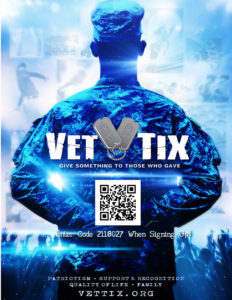 VET TIX
GIVE SOMETHING TO THOSE WHO GAVE
Enter Code 2118027 When Signing Up!
PATRIOTISM • SUPPORT & RECOGNITION
QUALITY OF LIFE • FAMILY
VETTIX.ORG